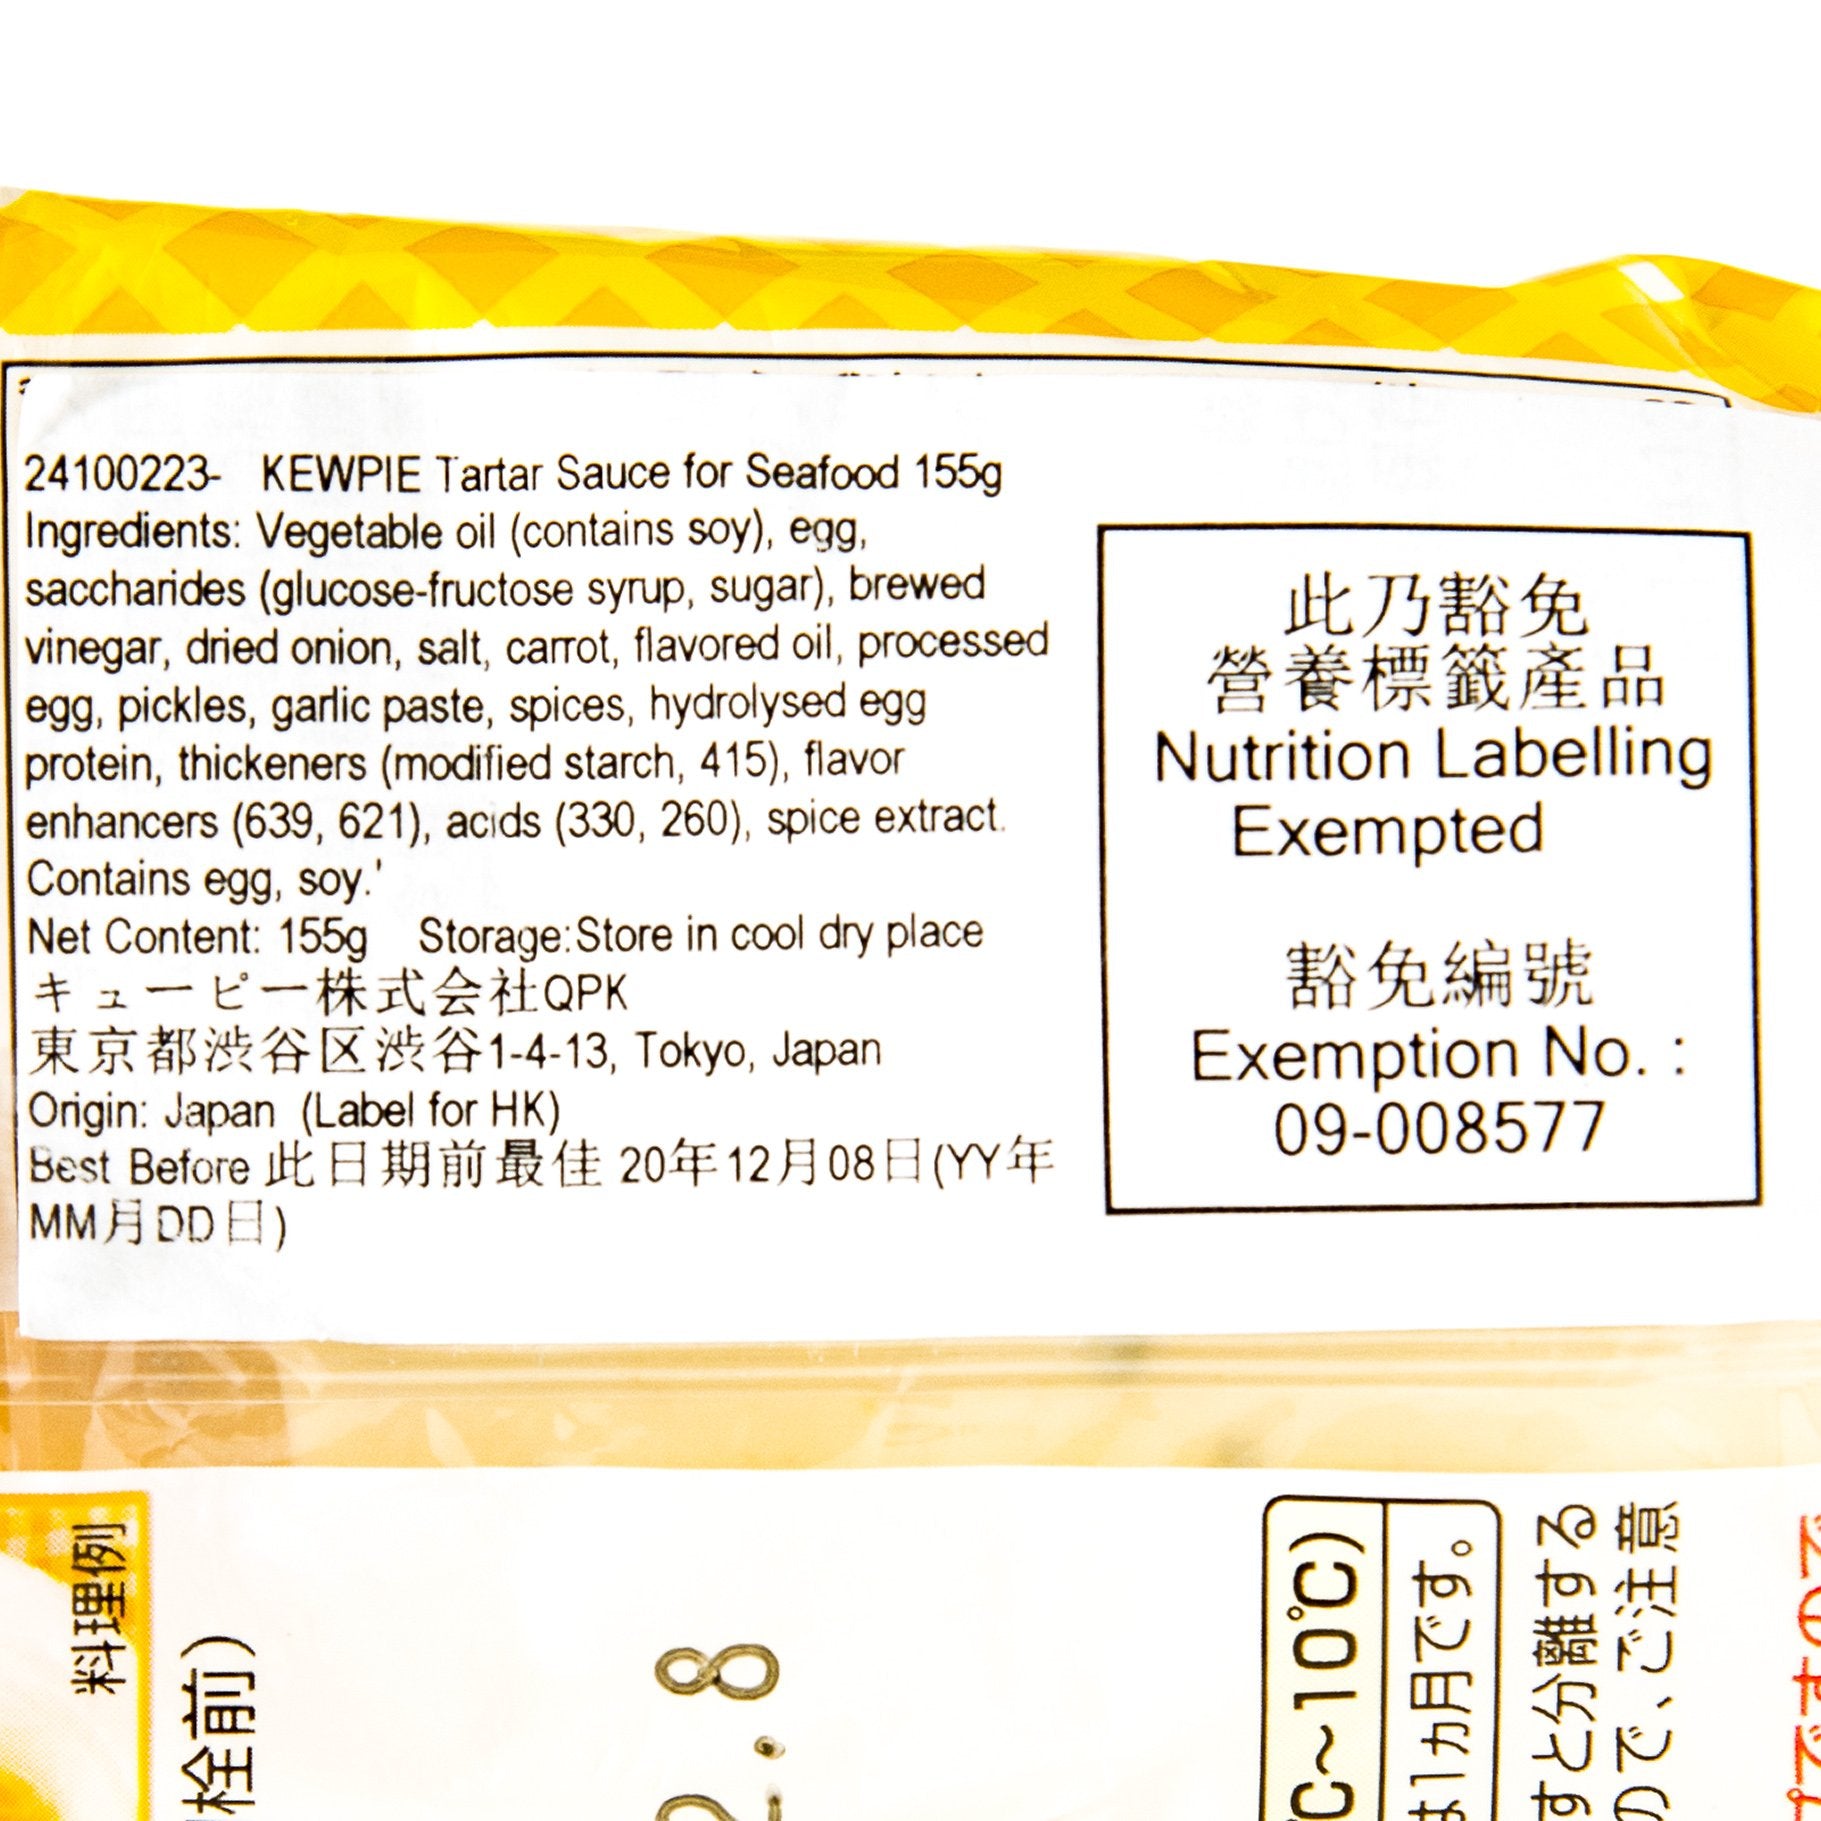 24100223- KEWPIE Tartar Sauce for Seafood 155g
Ingredients: Vegetable oil (contains soy), egg,
saccharides (glucose-fructose syrup, sugar), brewed
vinegar, dried onion, salt, carrot, flavored oil, processed
egg, pickles, garlic paste, spices, hydrolysed egg
protein, thickeners (modified starch, 415), flavor
enhancers (639, 621), acids (330, 260), spice extract.
Contains egg, soy.'
Net Content: 155g Storage:Store in cool dry place
キューピー株式会社QPK
東京都渋谷区渋谷1-4-13, Tokyo, Japan
Origin: Japan (Label for HK)
Best Before 此日期前最佳 20年12月08日(YY年
MM月DD日)
此乃豁免
營養標籤產品
Nutrition Labelling
Exempted
豁免編號
Exemption No. :
09-008577
料理例
栓前)
2.8
℃~10℃)
は1ヵ月です。
すと分離する
ので、ご注意